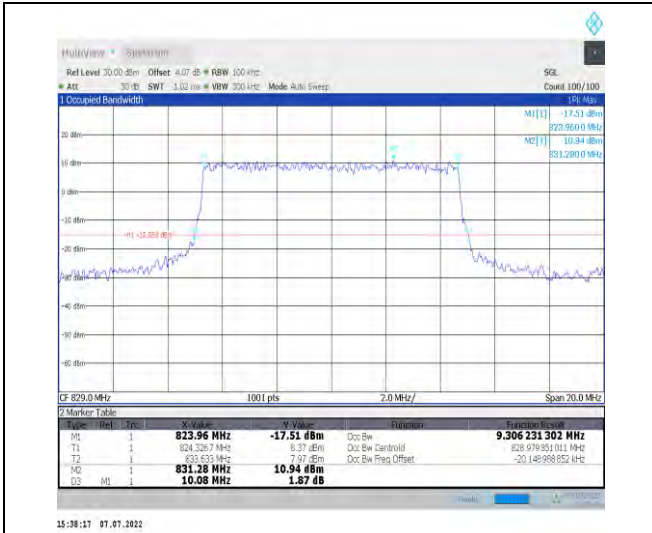 MultiView Spectrum
Ref Level 30.00 dBm Offset 4.07 dB RBW 100 kHz SGL
Att 30 dB SWT 1.02 ms VBW 300 kHz Mode Auto Sweep Count 100/100
1 Occupied Bandwidth 1Pk Max
M1[1] -17.51 dBm
823.9600 MHz
M2[1] 10.94 dBm
831.2800 MHz
20 dBm
10 dBm
0 dBm
-10 dBm
-20 dBm
-30 dBm
-40 dBm
-50 dBm
-60 dBm
CF 829.0 MHz 1001 pts 2.0 MHz/ Span 20.0 MHz
2 Marker Table
Type Ref Trc X-Value Y-Value Function Function Result
M1 1 823.96 MHz -17.51 dBm Occ Bw 9.306 231 302 MHz
T1 1 824.3267 MHz 8.37 dBm Occ Bw Centroid 828.979 851 011 MHz
T2 1 833.633 MHz 7.97 dBm Occ Bw Freq Offset -20.148 988 852 kHz
M2 1 831.28 MHz 10.94 dBm
D3 M1 1 10.08 MHz 1.87 dB
15:38:17 07.07.2022